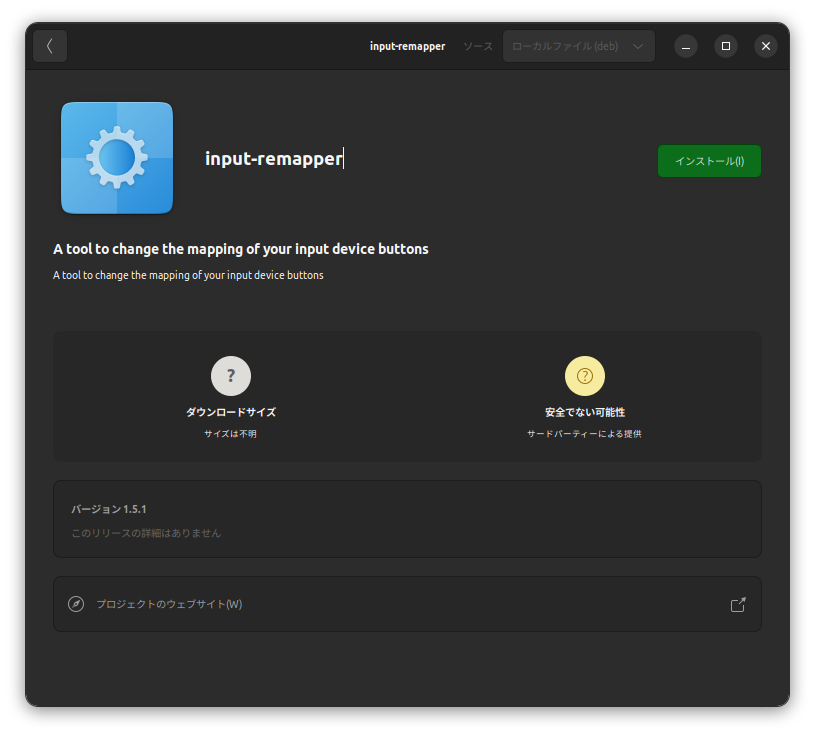 input-remapper ソース ローカルファイル (deb)
input-remapper
インストール(I)
A tool to change the mapping of your input device buttons
A tool to change the mapping of your input device buttons
? ?
ダウンロードサイズ 安全でない可能性
サイズは不明 サードパーティーによる提供
バージョン 1.5.1
このリリースの詳細はありません
プロジェクトのウェブサイト(W)